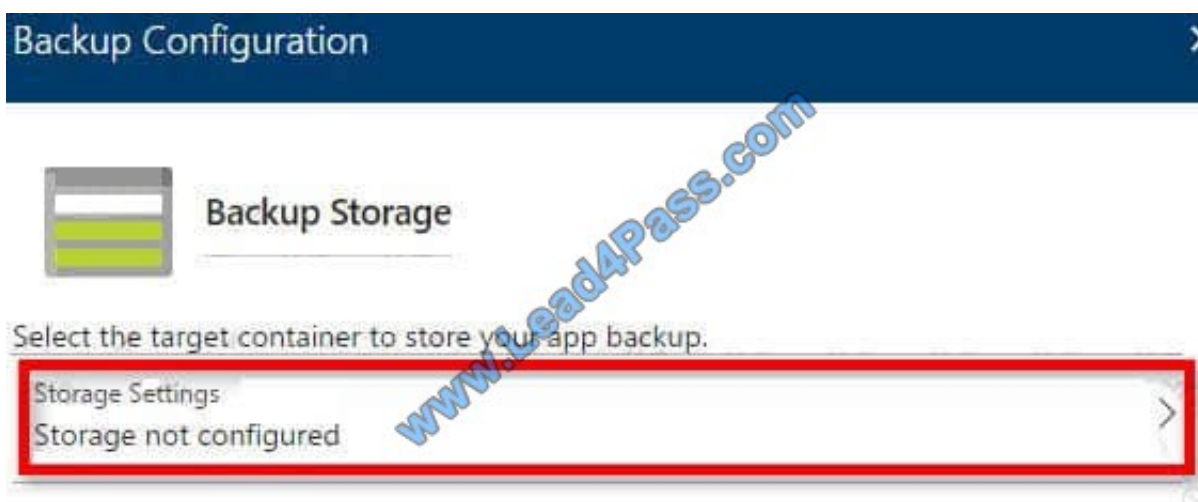 Backup Configuration
Backup Storage
Select the target container to store your app backup.
Storage Settings
Storage not configured
www.Lead4Pass.com